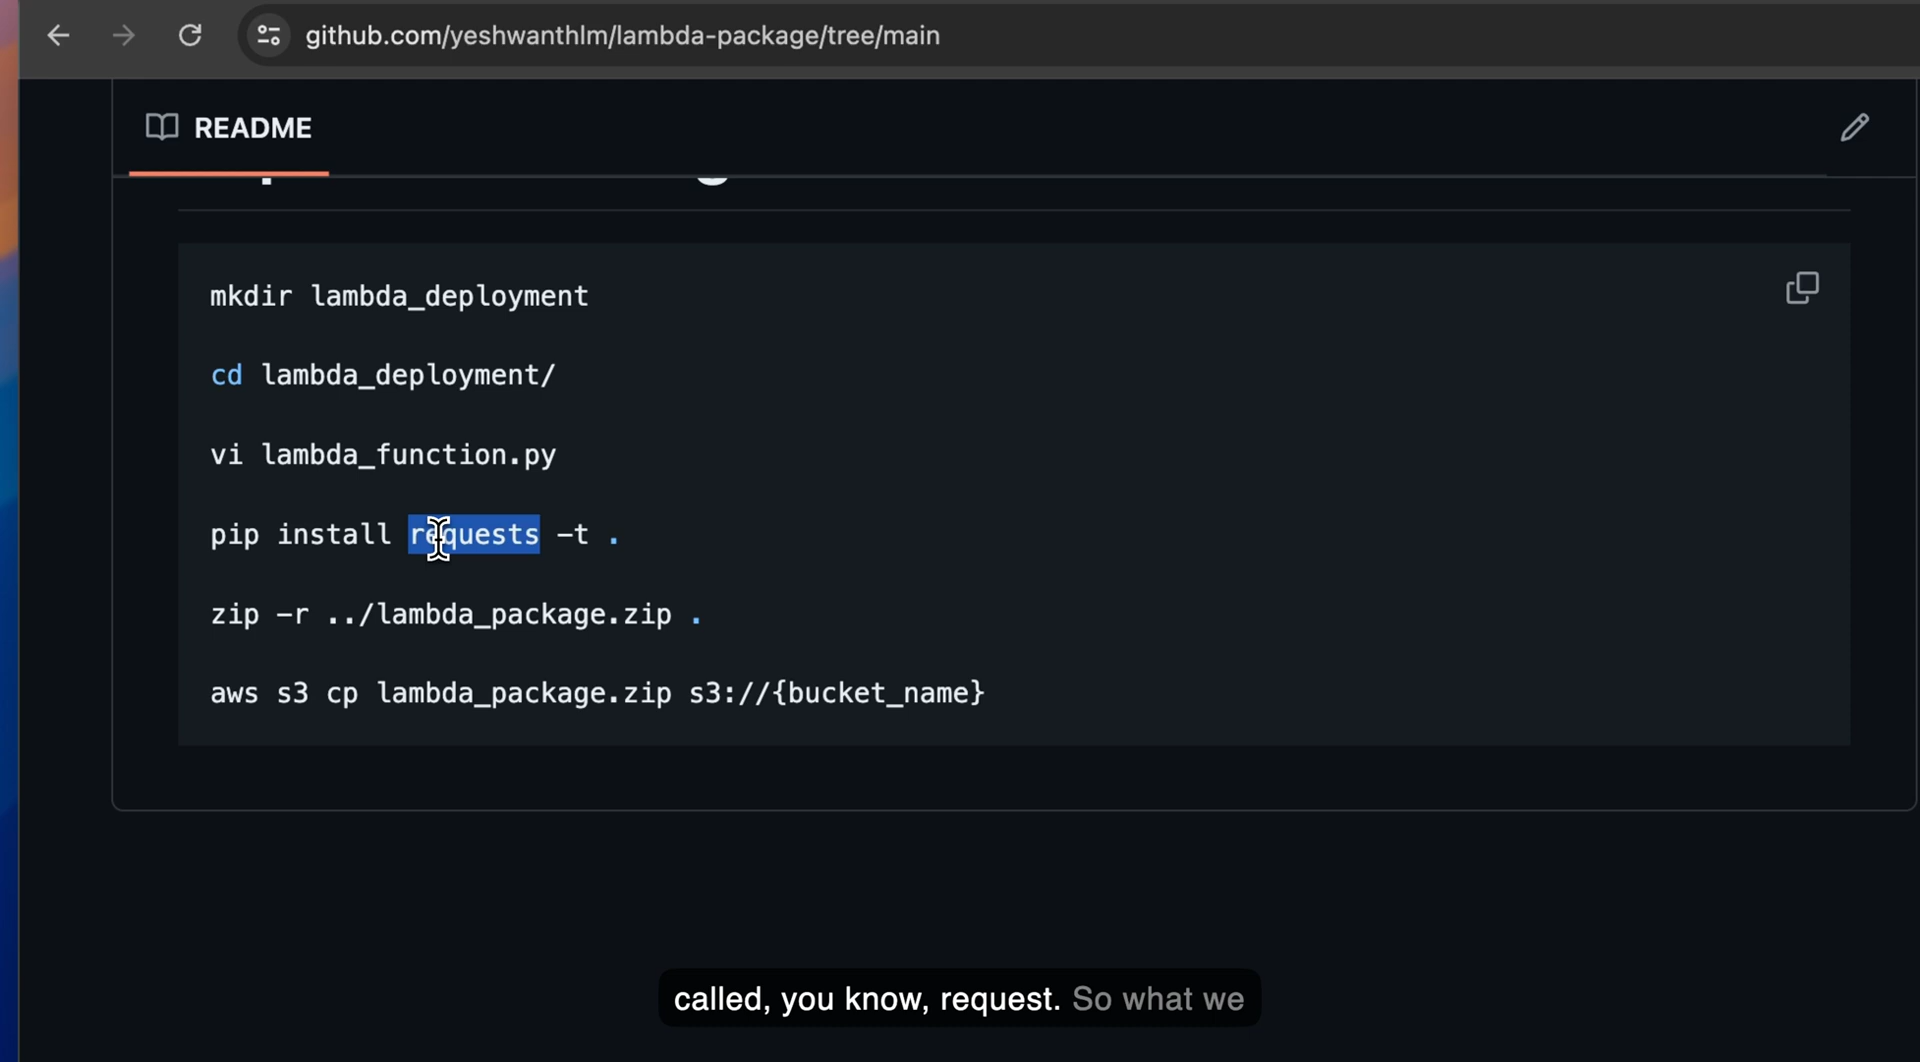 github.com/yeshwanthlm/lambda-package/tree/main
README
mkdir lambda_deployment
cd lambda_deployment/
vi lambda_function.py
pip install requests -t .
zip -r ../lambda_package.zip .
aws s3 cp lambda_package.zip s3://{bucket_name}
called, you know, request. So what we